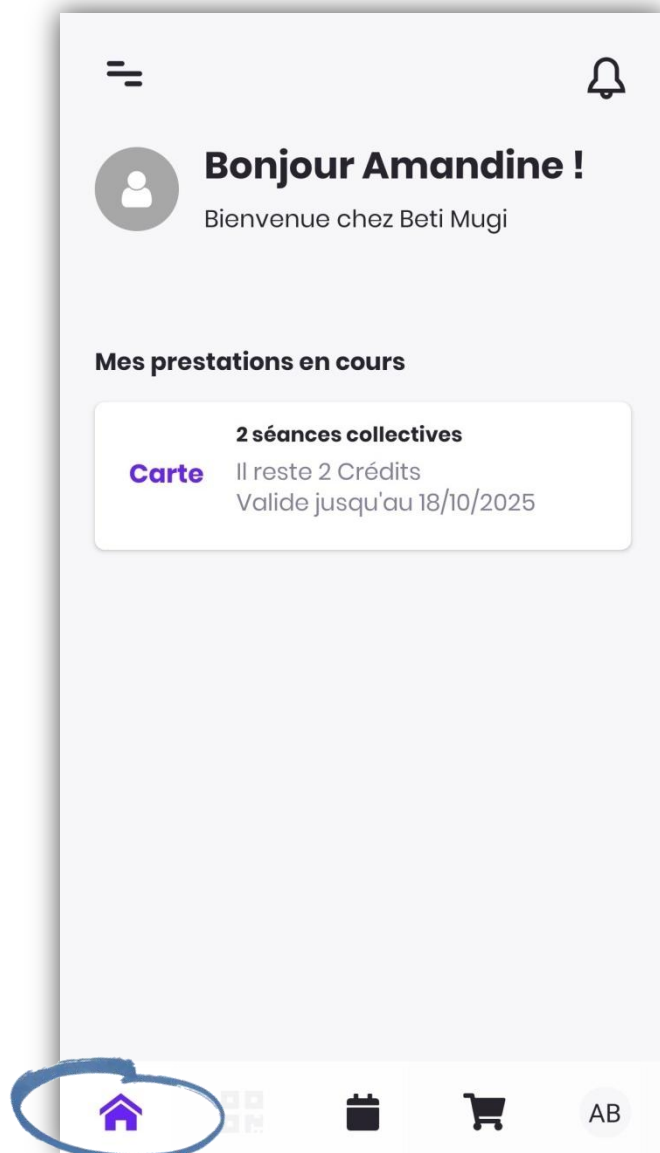 Bonjour Amandine !
Bienvenue chez Beti Mugi
Mes prestations en cours
2 séances collectives
Carte
Il reste 2 Crédits
Valide jusqu'au 18/10/2025
AB